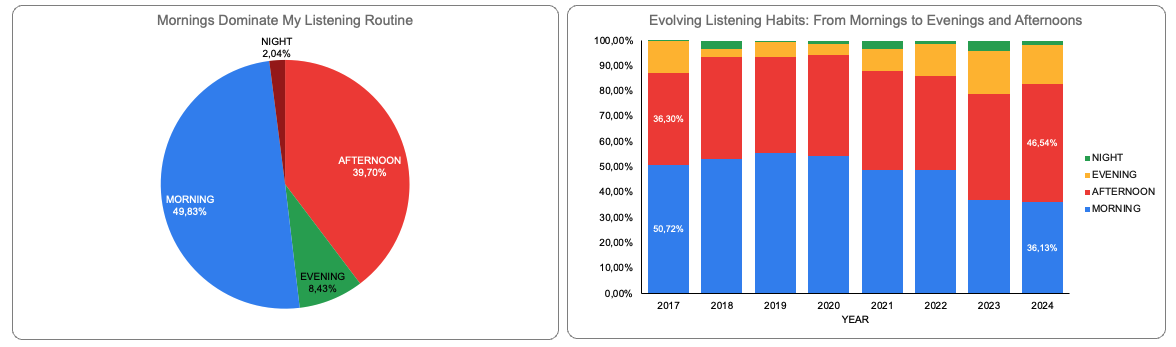 Mornings Dominate My Listening Routine
NIGHT
2,04%
AFTERNOON
39,70%
MORNING
49,83%
EVENING
8,43%
Evolving Listening Habits: From Mornings to Evenings and Afternoons
100,00%
90,00%
80,00%
70,00%
60,00%
50,00%
40,00%
30,00%
20,00%
10,00%
0,00%
36,30%
50,72%
46,54%
36,13%
2017 2018 2019 2020 2021 2022 2023 2024
YEAR
NIGHT
EVENING
AFTERNOON
MORNING